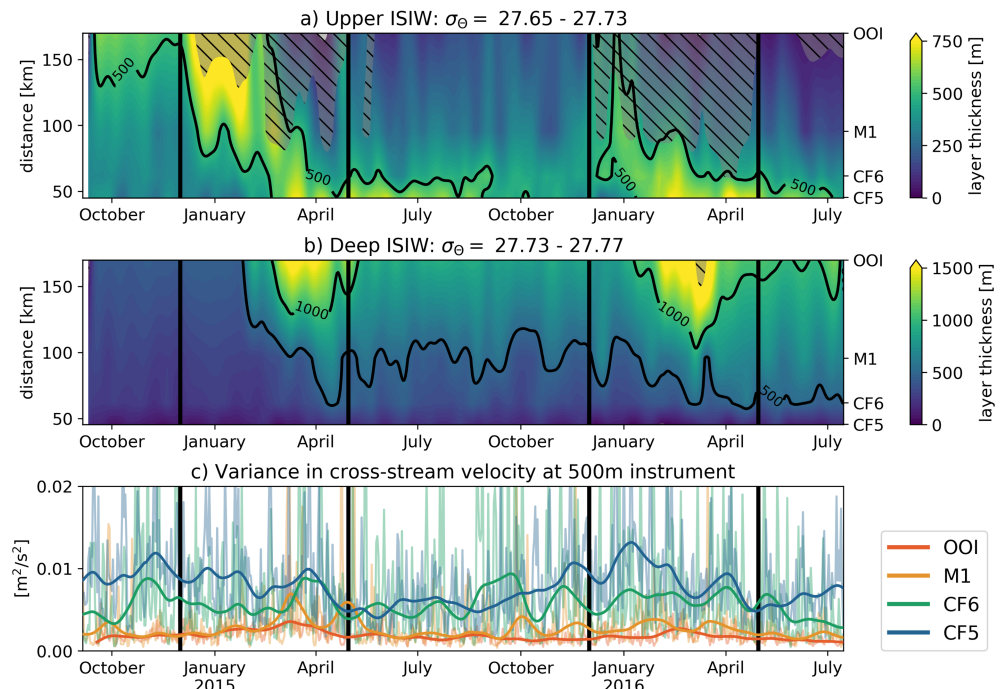 a) Upper ISIW: σΘ = 27.65 - 27.73
distance [km]
150
100
50
500
500
500
500
OOI
M1
CF6
CF5
October January April July October January April July
750
500
250
0
layer thickness [m]
b) Deep ISIW: σΘ = 27.73 - 27.77
distance [km]
150
100
50
1000
1000
500
OOI
M1
CF6
CF5
October January April July October January April July
1500
1000
500
0
layer thickness [m]
c) Variance in cross-stream velocity at 500m instrument
[m²/s²]
0.02
0.01
0.00
October January April July October January April July
2015 2016
OOI
M1
CF6
CF5